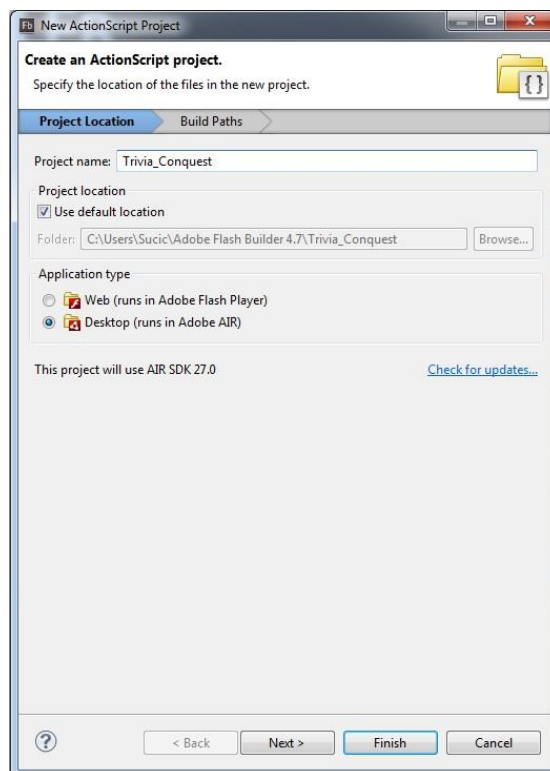 Fb New ActionScript Project
Create an ActionScript project.
Specify the location of the files in the new project.
Project Location Build Paths
Project name: Trivia_Conquest
Project location
Use default location
Folder: C:\Users\Sucic\Adobe Flash Builder 4.7\Trivia_Conquest Browse...
Application type
Web (runs in Adobe Flash Player)
Desktop (runs in Adobe AIR)
This project will use AIR SDK 27.0 Check for updates...
? < Back Next > Finish Cancel